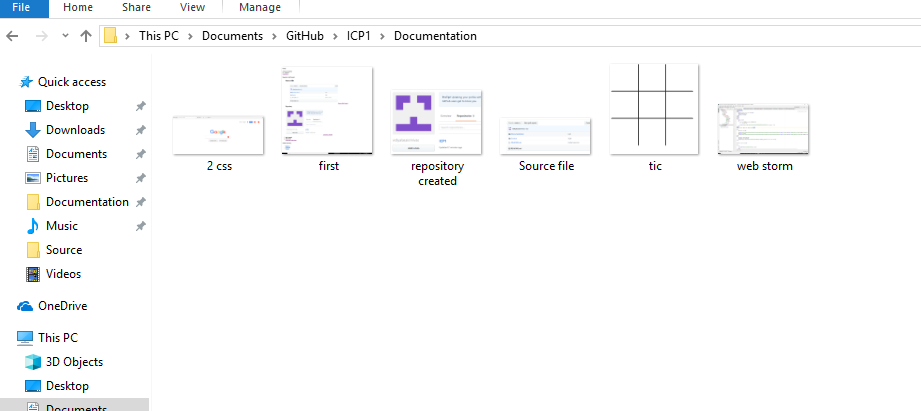 File
Home
Share
View
Manage
This PC
Documents
GitHub
ICP1
Documentation
Quick access
Desktop
Downloads
Documents
Pictures
Documentation
Music
Source
Videos
OneDrive
This PC
3D Objects
Desktop
Documents
Google
2 css
first
repository
created
Source file
tic
web storm